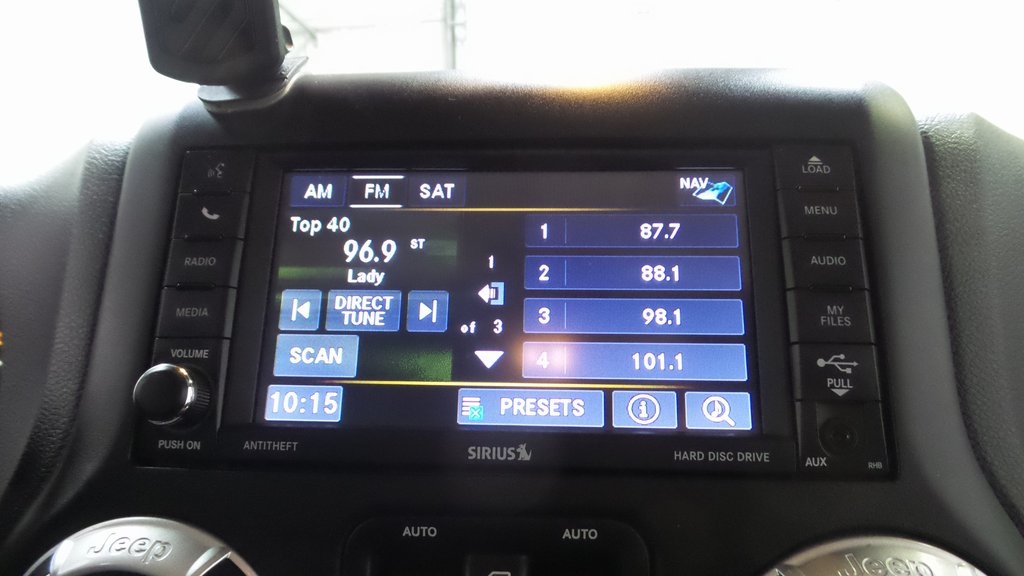 LOAD
AM FM SAT NAV
MENU
Top 40
96.9 ST
Lady
1 87.7
RADIO
AUDIO
1
2 88.1
DIRECT
TUNE
MEDIA
of 3
3 98.1
MY
FILES
VOLUME
SCAN
4 101.1
PULL
10:15
PRESETS
i
PUSH ON
ANTITHEFT
SIRIUS
HARD DISC DRIVE
AUX
RHB
AUTO
AUTO
Jeep
Jeep